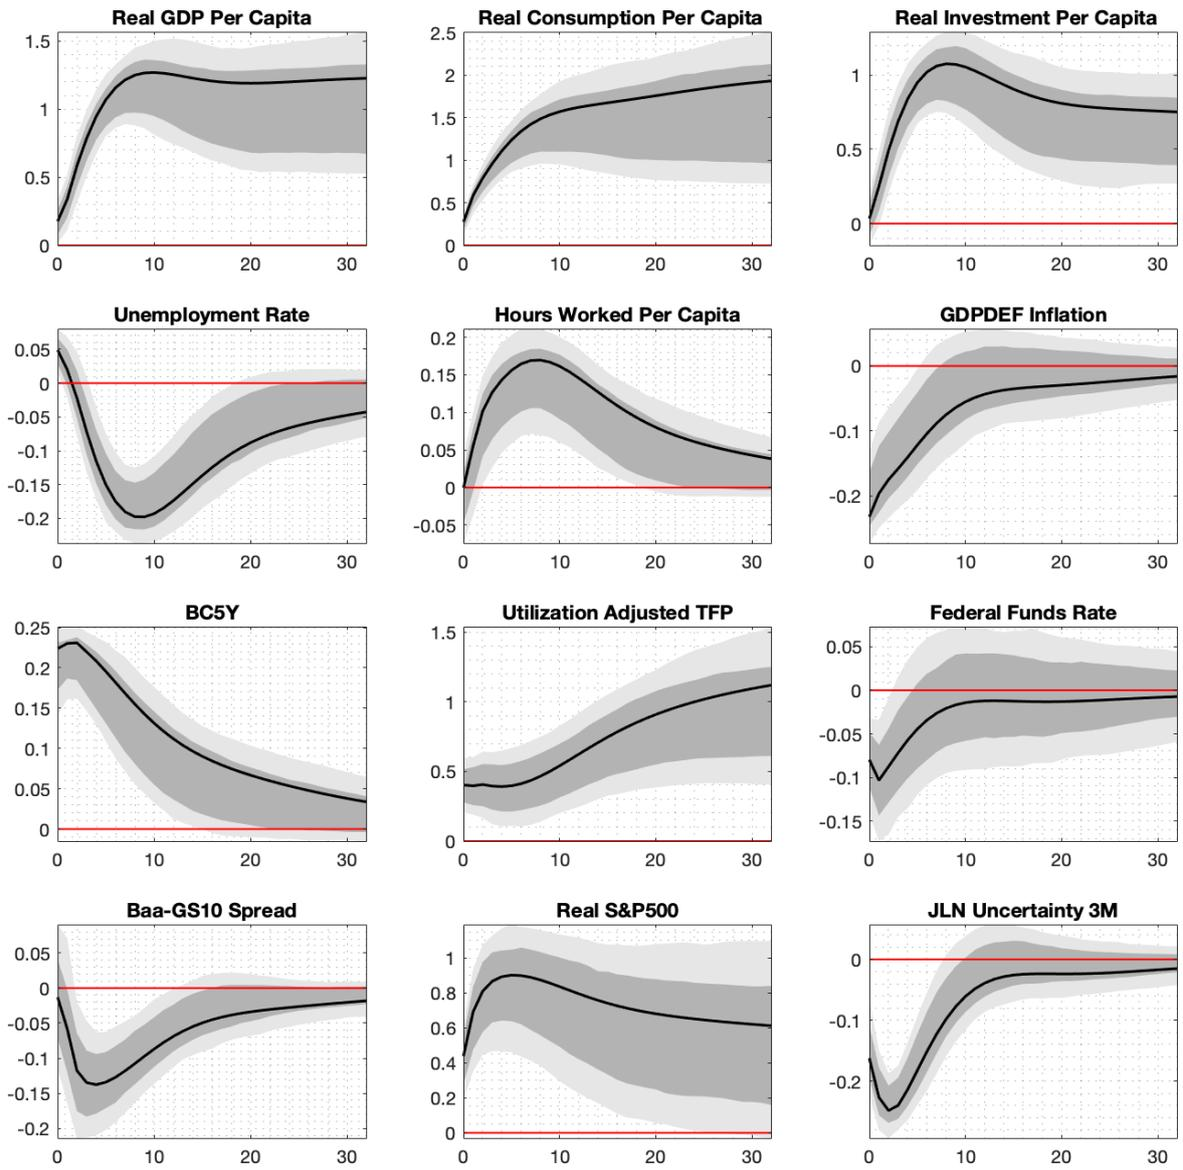 Real GDP Per Capita
1.5
1
0.5
0
0 10 20 30
Real Consumption Per Capita
2.5
2
1.5
1
0.5
0
0 10 20 30
Real Investment Per Capita
1
0.5
0
0 10 20 30
Unemployment Rate
0.05
0
-0.05
-0.1
-0.15
-0.2
0 10 20 30
Hours Worked Per Capita
0.2
0.15
0.1
0.05
0
-0.05
0 10 20 30
GDPDEF Inflation
0
-0.1
-0.2
0 10 20 30
BC5Y
0.25
0.2
0.15
0.1
0.05
0
0 10 20 30
Utilization Adjusted TFP
1.5
1
0.5
0
0 10 20 30
Federal Funds Rate
0.05
0
-0.05
-0.1
-0.15
0 10 20 30
Baa-GS10 Spread
0.05
0
-0.05
-0.1
-0.15
-0.2
0 10 20 30
Real S&P500
1
0.8
0.6
0.4
0.2
0
0 10 20 30
JLN Uncertainty 3M
0
-0.1
-0.2
0 10 20 30